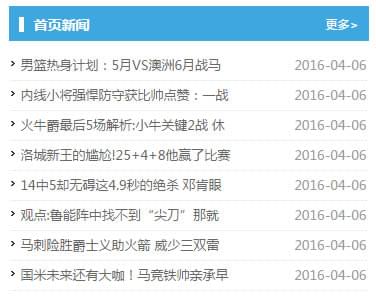 首页新闻 更多>
男篮热身计划：5月VS澳洲6月战马 2016-04-06
内线小将强悍防守获比帅点赞：一战 2016-04-06
火牛爵最后5场解析:小牛关键2战 休 2016-04-06
洛城新王的尴尬!25+4+8他赢了比赛 2016-04-06
14中5却无碍这4.9秒的绝杀 邓肯眼 2016-04-06
观点:鲁能阵中找不到“尖刀”那就 2016-04-06
马刺险胜爵士义助火箭 威少三双雷 2016-04-06
国米未来还有大咖！马竞铁帅亲承早 2016-04-06